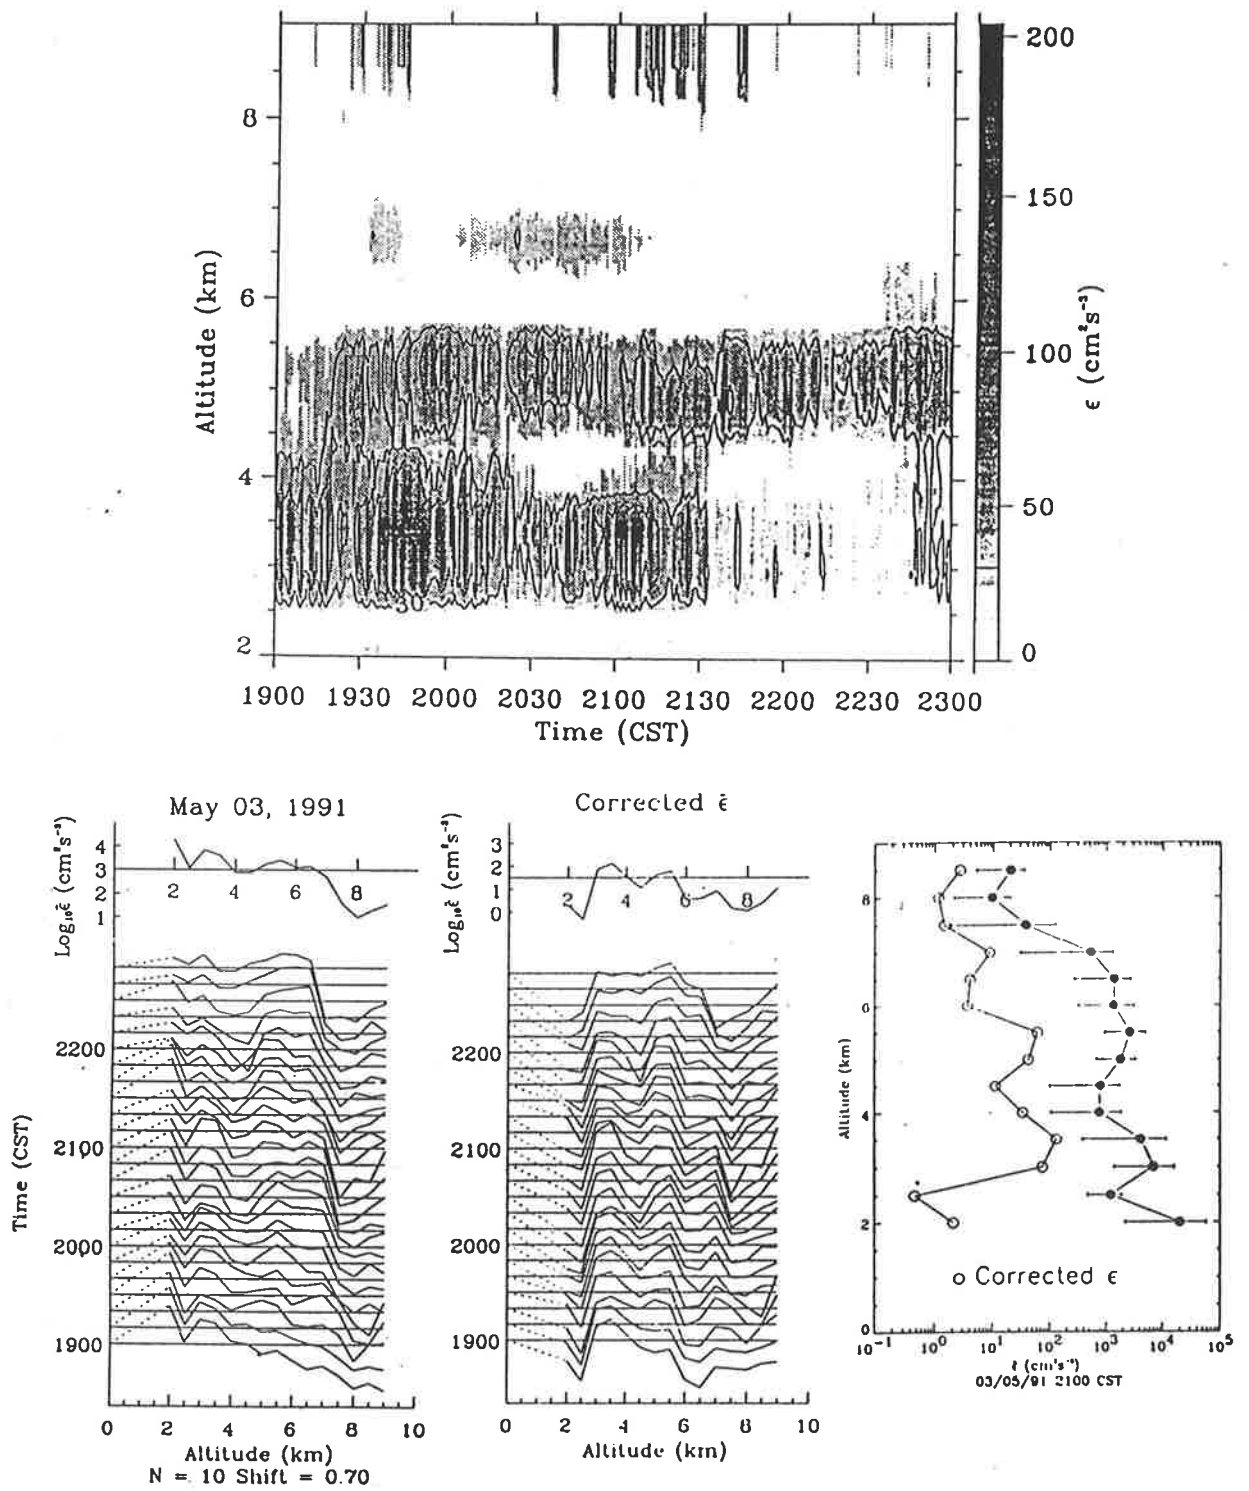 8
6
4
2
Altitude (km)
30
1900 1930 2000 2030 2100 2130 2200 2230 2300
Time (CST)
200
150
100
50
0
ϵ (cm²s⁻³)
May 03, 1991
Log₁₀ε̄ (cm²s⁻³)
4
3
2
1
2 4 6 8
2200
2100
2000
1900
Time (CST)
0 2 4 6 8 10
Altitude (km)
N = 10 Shift = 0.70
Corrected ε̄
Log₁₀ε̄ (cm²s⁻³)
3
2
1
0
2 4 6 8
2200
2100
2000
1900
0 2 4 6 8 10
Altitude (km)
8
6
4
2
0
Altitude (km)
o Corrected ϵ
10⁻¹ 10⁰ 10¹ 10² 10³ 10⁴ 10⁵
03/05/91 2100 CST